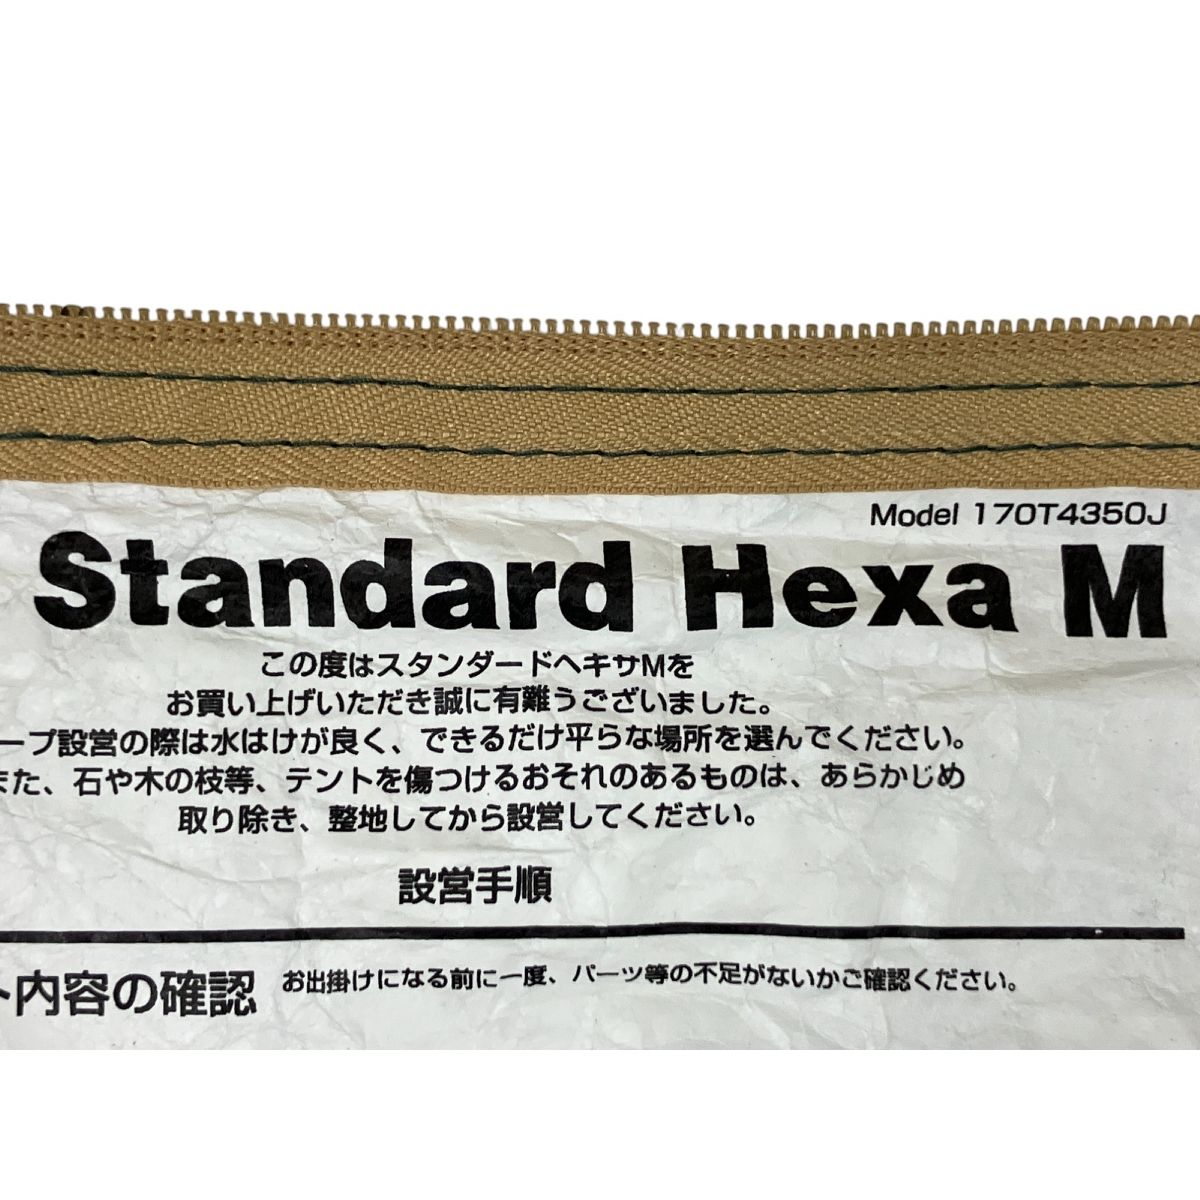 Model 170T4350J
Standard Hexa M
この度はスタンダードヘキサMを
お買い上げいただき誠に有難うございました。
ープ設営の際は水はけが良く、できるだけ平らな場所を選んでください。
また、石や木の枝等、テントを傷つけるおそれのあるものは、あらかじめ
取り除き、整地してから設営してください。
設営手順
ト内容の確認 お出掛けになる前に一度、パーツ等の不足がないかご確認ください。